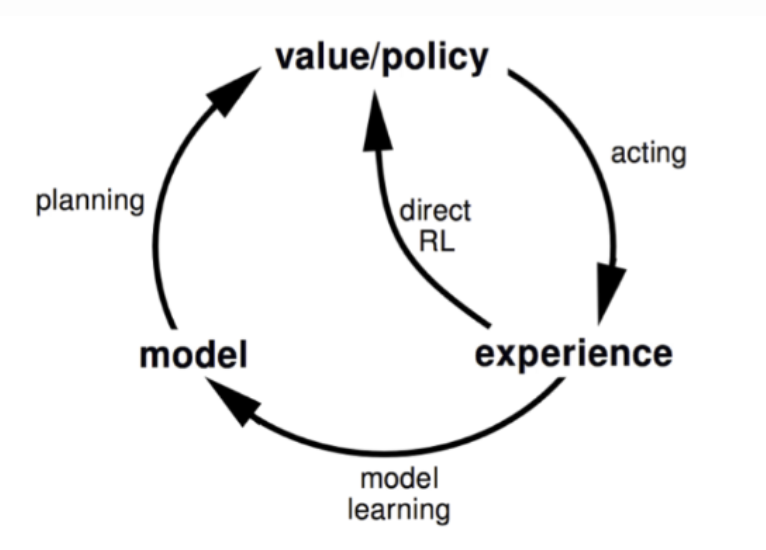 value/policy
acting
planning
direct
RL
model
experience
model
learning